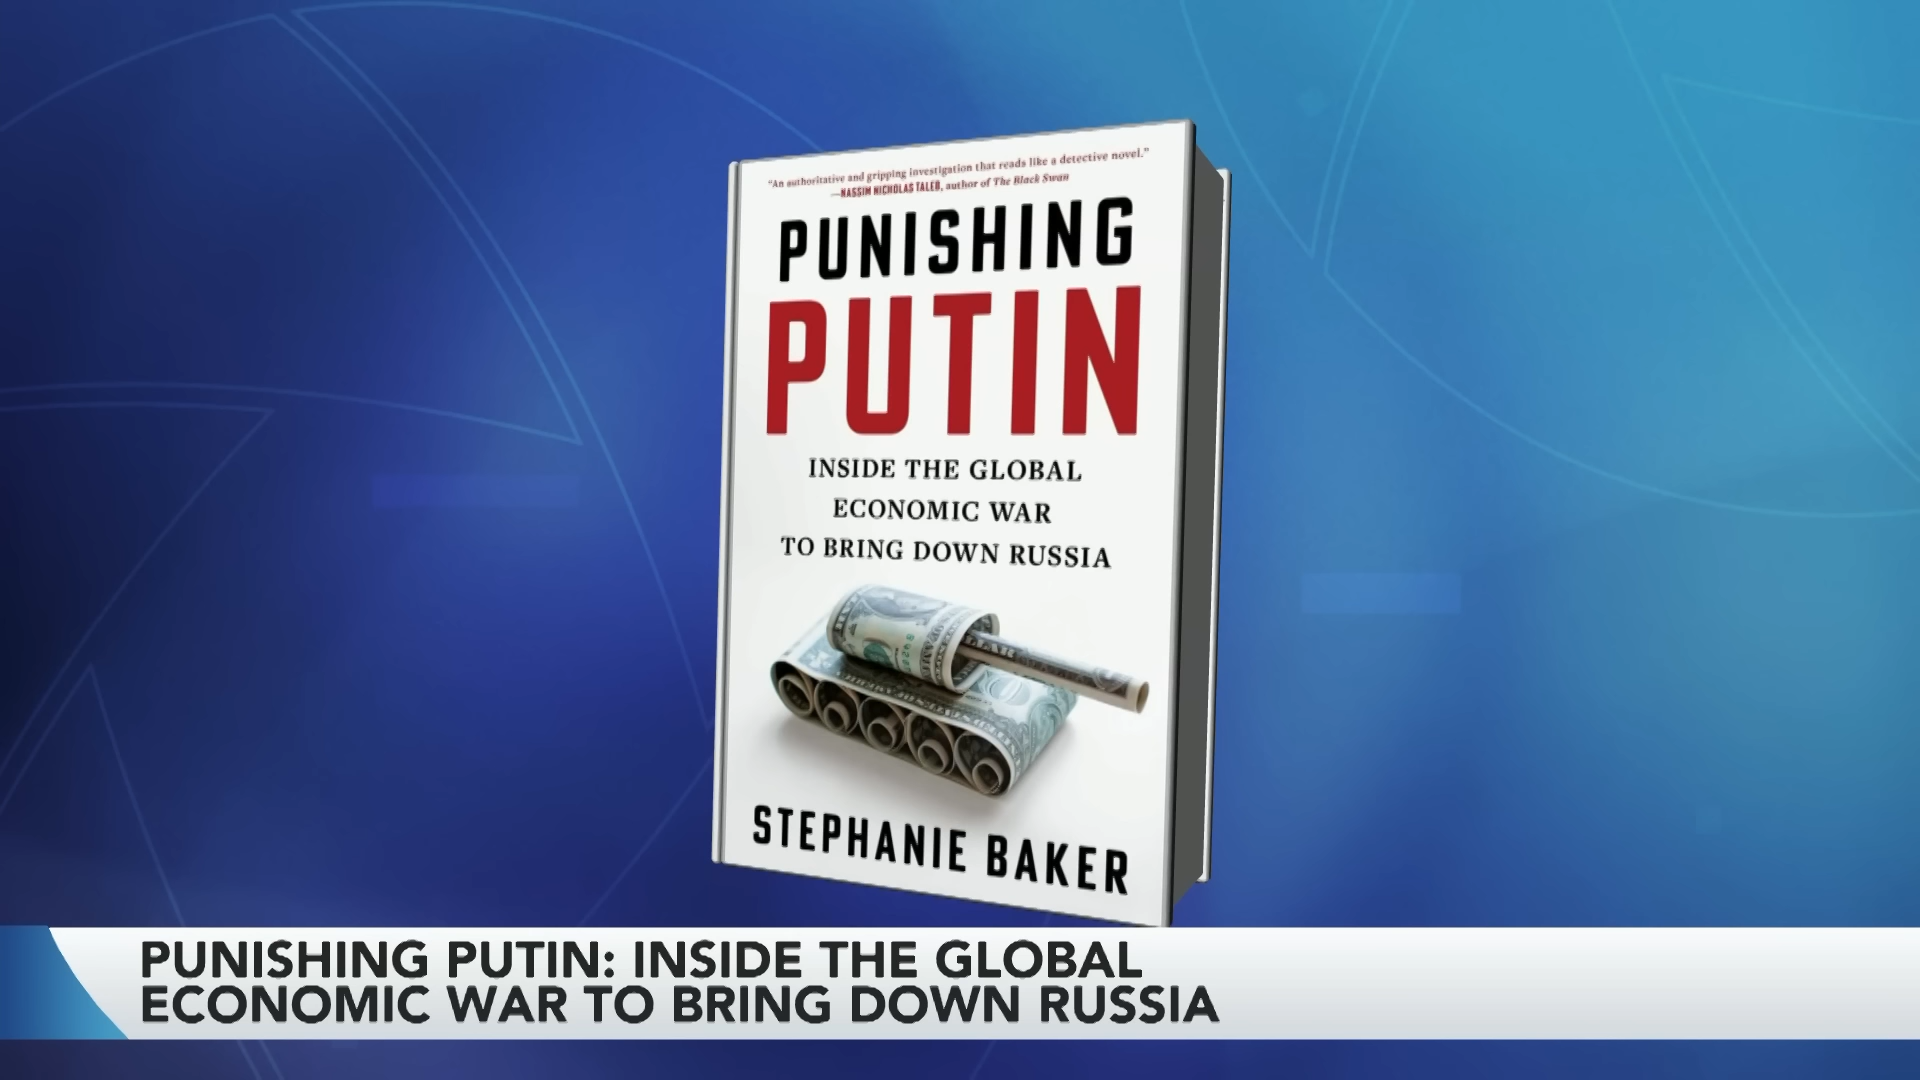 "An authoritative and gripping investigation that reads like a detective novel."
—NASSIM NICHOLAS TALEB, author of The Black Swan
PUNISHING
PUTIN
INSIDE THE GLOBAL
ECONOMIC WAR
TO BRING DOWN RUSSIA
STEPHANIE BAKER
PUNISHING PUTIN: INSIDE THE GLOBAL
ECONOMIC WAR TO BRING DOWN RUSSIA